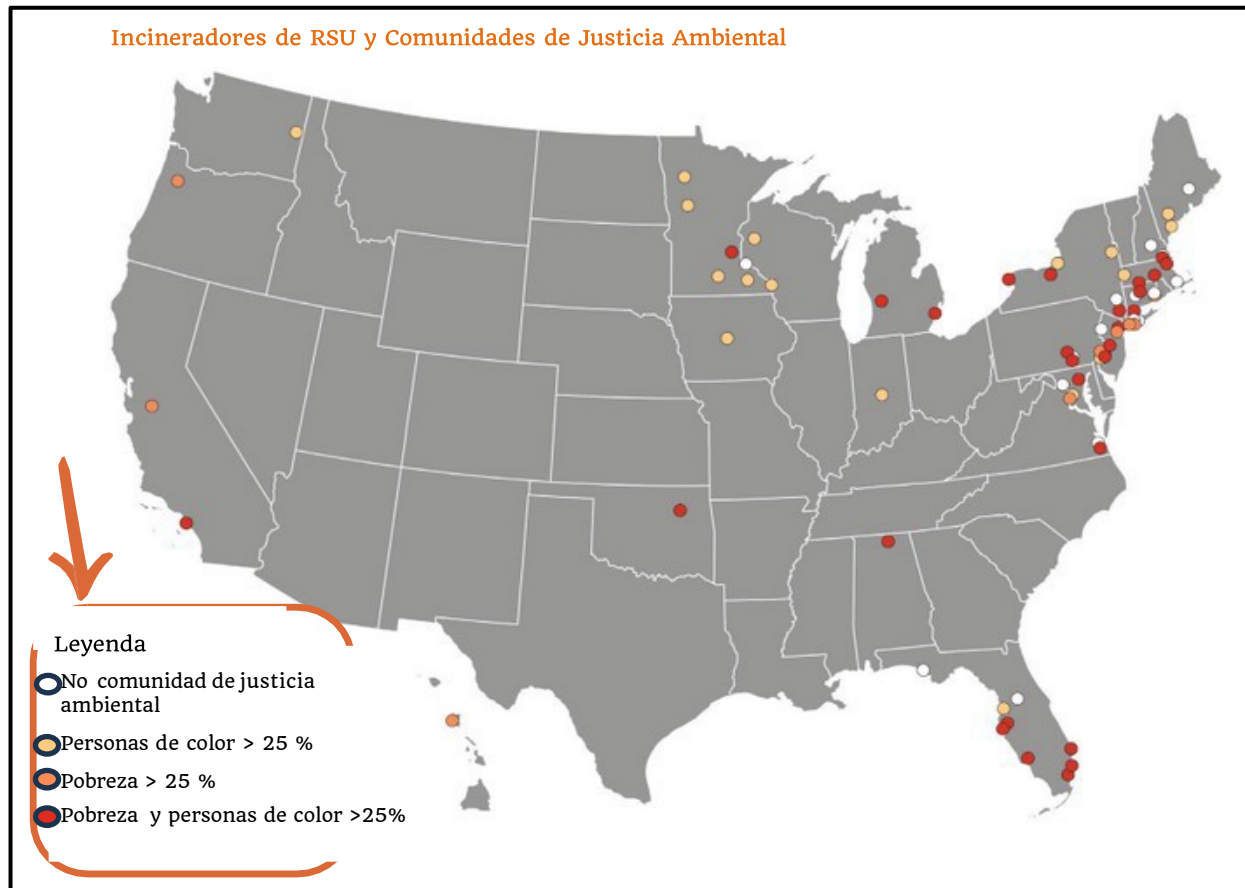 Incineradores de RSU y Comunidades de Justicia Ambiental
Leyenda
No comunidad de justicia
ambiental
Personas de color > 25 %
Pobreza > 25 %
Pobreza y personas de color >25%